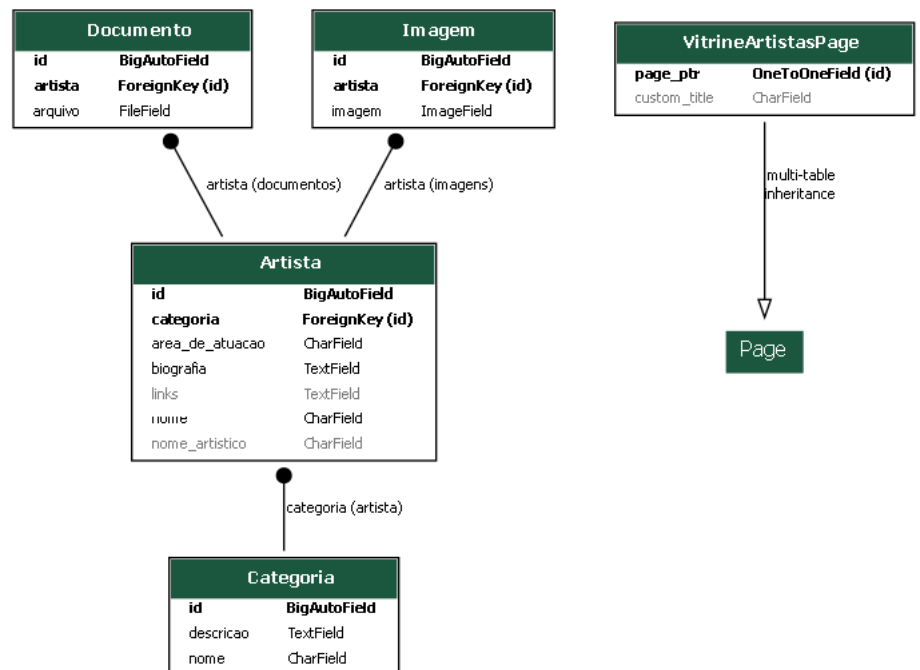 Documento
id BigAutoField
artista ForeignKey (id)
arquivo FileField
Imagem
id BigAutoField
artista ForeignKey (id)
imagem ImageField
VitrineArtistasPage
page_ptr OneToOneField (id)
custom_title CharField
artista (documentos)
artista (imagens)
multi-table
inheritance
Artista
id BigAutoField
categoria ForeignKey (id)
area_de_atuacao CharField
biografia TextField
links TextField
nome CharField
nome_artistico CharField
Page
categoria (artista)
Categoria
id BigAutoField
descricao TextField
nome CharField